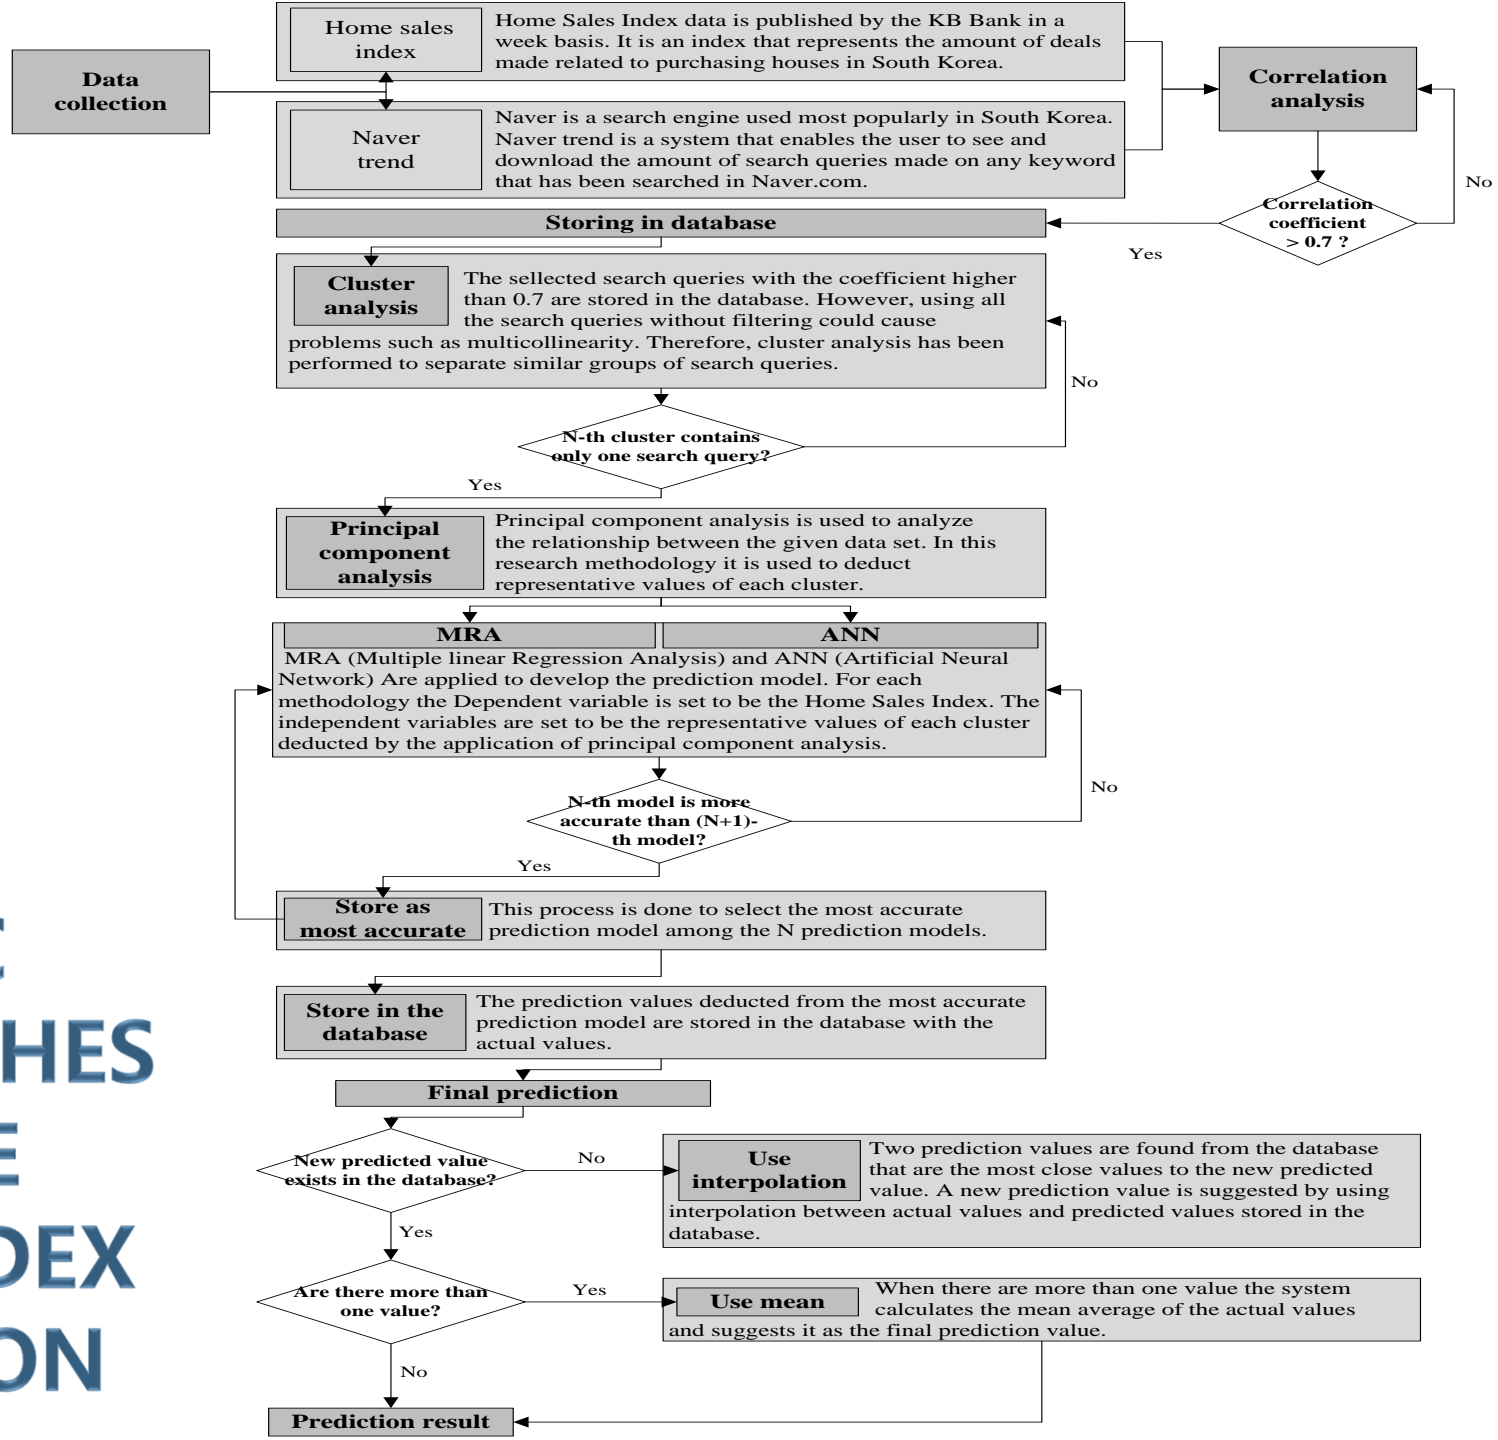 Data
collection
Home sales
index
Home Sales Index data is published by the KB Bank in a
week basis. It is an index that represents the amount of deals
made related to purchasing houses in South Korea.
Naver
trend
Naver is a search engine used most popularly in South Korea.
Naver trend is a system that enables the user to see and
download the amount of search queries made on any keyword
that has been searched in Naver.com.
Correlation
analysis
Correlation
coefficient
> 0.7 ?
No
Yes
Storing in database
Cluster
analysis
The sellected search queries with the coefficient higher
than 0.7 are stored in the database. However, using all
the search queries without filtering could cause
problems such as multicollinearity. Therefore, cluster analysis has been
performed to separate similar groups of search queries.
No
N-th cluster contains
only one search query?
Yes
Principal
component
analysis
Principal component analysis is used to analyze
the relationship between the given data set. In this
research methodology it is used to deduct
representative values of each cluster.
MRA
ANN
MRA (Multiple linear Regression Analysis) and ANN (Artificial Neural
Network) Are applied to develop the prediction model. For each
methodology the Dependent variable is set to be the Home Sales Index. The
independent variables are set to be the representative values of each cluster
deducted by the application of principal component analysis.
No
N-th model is more
accurate than (N+1)-
th model?
Yes
Store as
most accurate
This process is done to select the most accurate
prediction model among the N prediction models.
Store in the
database
The prediction values deducted from the most accurate
prediction model are stored in the database with the
actual values.
Final prediction
New predicted value
exists in the database?
No
Use
interpolation
Two prediction values are found from the database
that are the most close values to the new predicted
value. A new prediction value is suggested by using
interpolation between actual values and predicted values stored in the
database.
Yes
Are there more than
one value?
Yes
Use mean
When there are more than one value the system
calculates the mean average of the actual values
and suggests it as the final prediction value.
No
Prediction result
C
HES
E
DEX
ON